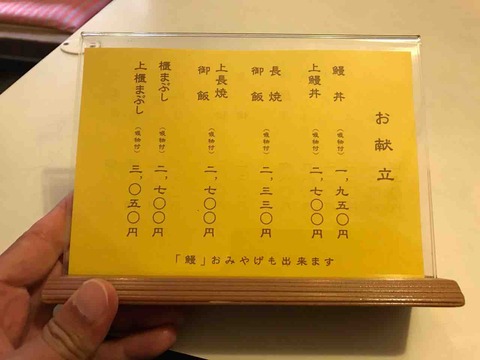 お献立
鰻丼（吸物付）一,九五〇円
上鰻丼（吸物付）二,七〇〇円
長焼
御飯（吸物付）二,三三〇円
上長焼
御飯（吸物付）二,七〇〇円
櫃まぶし（吸物付）二,七〇〇円
上櫃まぶし（吸物付）三,〇五〇円
「鰻」おみやげも出来ます